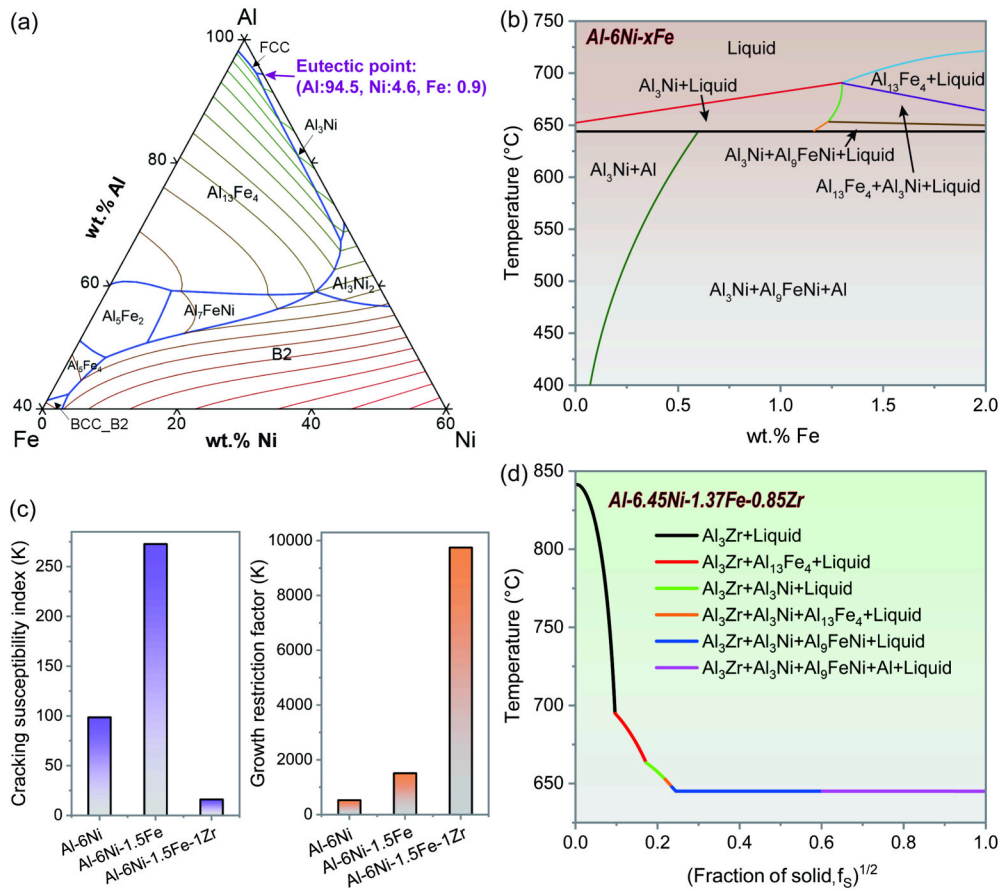 (a)
Al
100
FCC
Eutectic point:
(Al:94.5, Ni:4.6, Fe: 0.9)
Al₃Ni
80
wt.% Al
Al₁₃Fe₄
60
Al₃Ni₂
Al₅Fe₂
Al₇FeNi
B2
Al₈Fe₄
40
0
20
40
60
BCC_B2
Fe
wt.% Ni
Ni
(b)
Al-6Ni-xFe
Liquid
Al₁₃Fe₄+Liquid
Al₃Ni+Liquid
Al₃Ni+Al
Al₃Ni+Al₉FeNi+Liquid
Al₁₃Fe₄+Al₃Ni+Liquid
Al₃Ni+Al₉FeNi+Al
Temperature (°C)
750
700
650
600
550
500
450
400
0.0
0.5
1.0
1.5
2.0
wt.% Fe
(c)
Cracking susceptibility index (K)
250
200
150
100
50
0
Al-6Ni
Al-6Ni-1.5Fe
Al-6Ni-1.5Fe-1Zr
Growth restriction factor (K)
10000
8000
6000
4000
2000
0
Al-6Ni
Al-6Ni-1.5Fe
Al-6Ni-1.5Fe-1Zr
(d)
Al-6.45Ni-1.37Fe-0.85Zr
Al₃Zr+Liquid
Al₃Zr+Al₁₃Fe₄+Liquid
Al₃Zr+Al₃Ni+Liquid
Al₃Zr+Al₃Ni+Al₁₃Fe₄+Liquid
Al₃Zr+Al₃Ni+Al₉FeNi+Liquid
Al₃Zr+Al₃Ni+Al₉FeNi+Al+Liquid
Temperature (°C)
850
800
750
700
650
0.0
0.2
0.4
0.6
0.8
1.0
(Fraction of solid,fₛ)¹ᐟ²